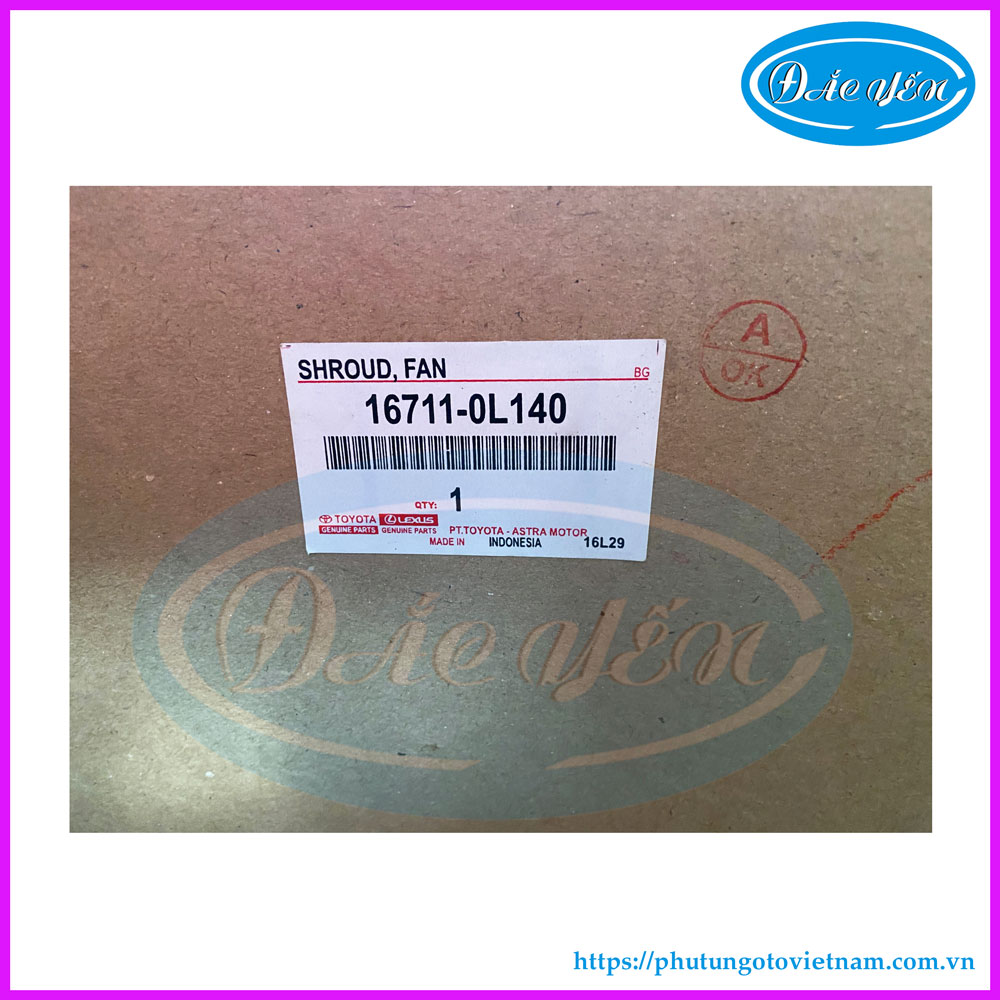 ĐẮC YẾN
A
OK
SHROUD, FAN
BG
16711-0L140
QTY: 1
TOYOTA LEXUS
GENUINE PARTS GENUINE PARTS PT.TOYOTA - ASTRA MOTOR
MADE IN INDONESIA 16L29
ĐẮC YẾN
https://phutungotovietnam.com.vn